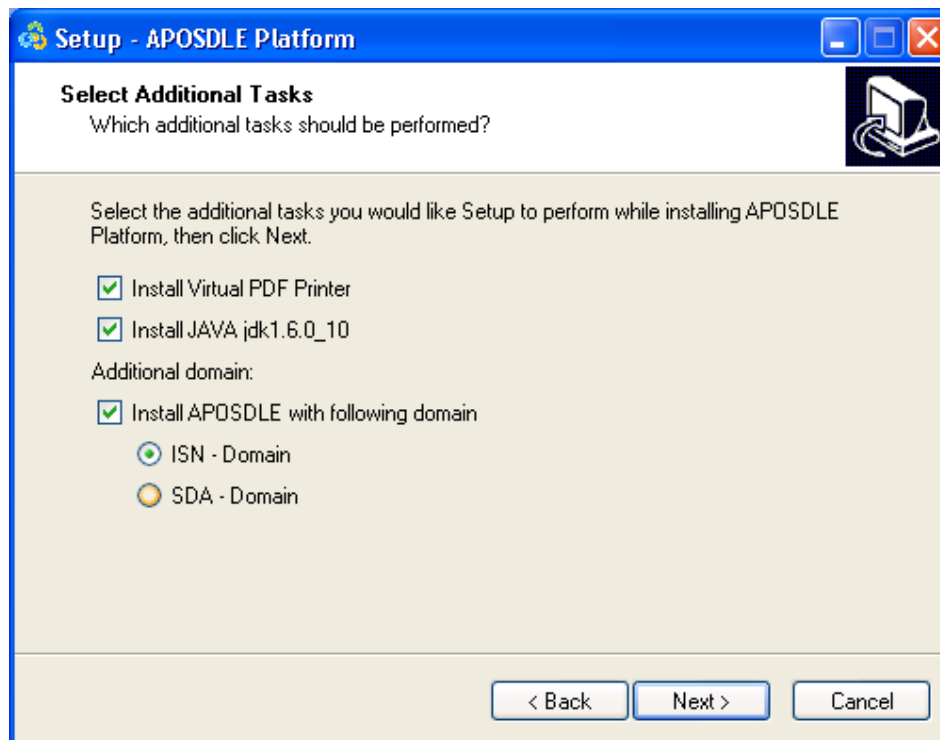 Setup - APOSDLE Platform
Select Additional Tasks
Which additional tasks should be performed?
Select the additional tasks you would like Setup to perform while installing APOSDLE
Platform, then click Next.
Install Virtual PDF Printer
Install JAVA jdk1.6.0_10
Additional domain:
Install APOSDLE with following domain
ISN - Domain
SDA - Domain
< Back
Next >
Cancel